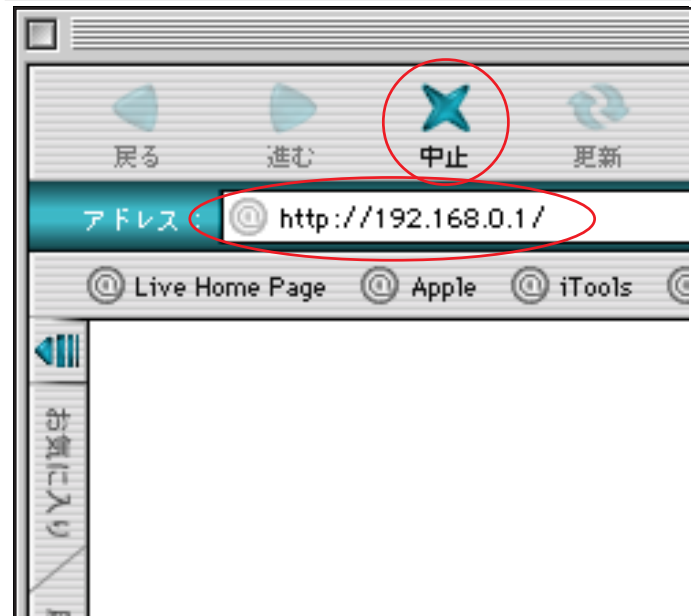 戻る 進む 中止 更新
アドレス: http://192.168.0.1/
Live Home Page Apple iTools
お気に入り